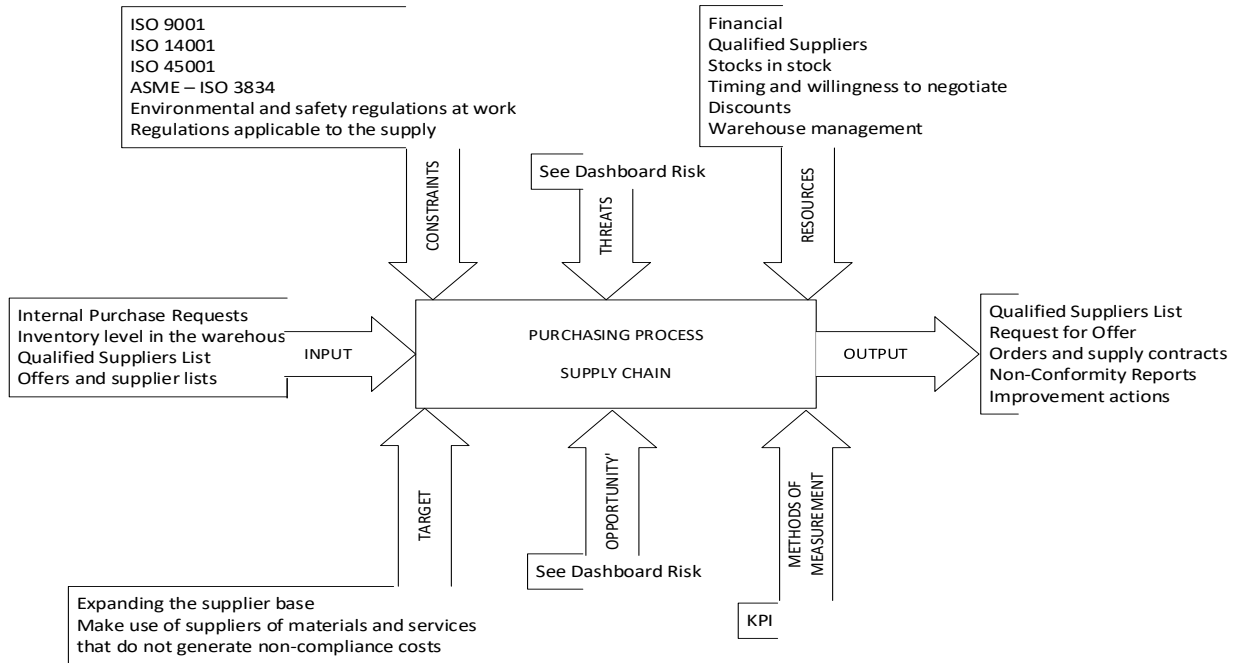 ISO 9001
ISO 14001
ISO 45001
ASME – ISO 3834
Environmental and safety regulations at work
Regulations applicable to the supply
CONSTRAINTS
See Dashboard Risk
THREATS
Financial
Qualified Suppliers
Stocks in stock
Timing and willingness to negotiate
Discounts
Warehouse management
RESOURCES
Internal Purchase Requests
Inventory level in the warehous
Qualified Suppliers List
Offers and supplier lists
INPUT
PURCHASING PROCESS
SUPPLY CHAIN
OUTPUT
Qualified Suppliers List
Request for Offer
Orders and supply contracts
Non-Conformity Reports
Improvement actions
TARGET
Expanding the supplier base
Make use of suppliers of materials and services
that do not generate non-compliance costs
OPPORTUNITY'
See Dashboard Risk
METHODS OF
MEASUREMENT
KPI